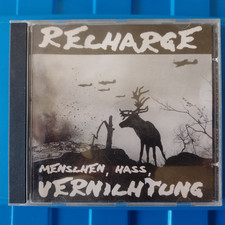 RECHARGE
MENSCHEN, HASS,
VERNICHTUNG